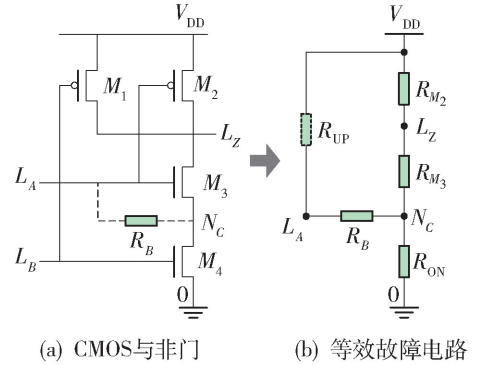 V_DD
M_1
M_2
L_Z
L_A
M_3
N_C
R_B
L_B
M_4
0
(a) CMOS与非门
V_DD
R_M2
R_UP
L_Z
R_M3
L_A
R_B
N_C
R_ON
0
(b) 等效故障电路